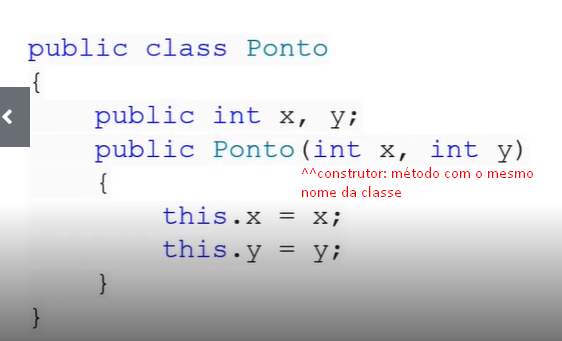 public class Ponto
{
public int x, y;
public Ponto(int x, int y)
^^construtor: método com o mesmo
nome da classe
{
this.x = x;
this.y = y;
}
}